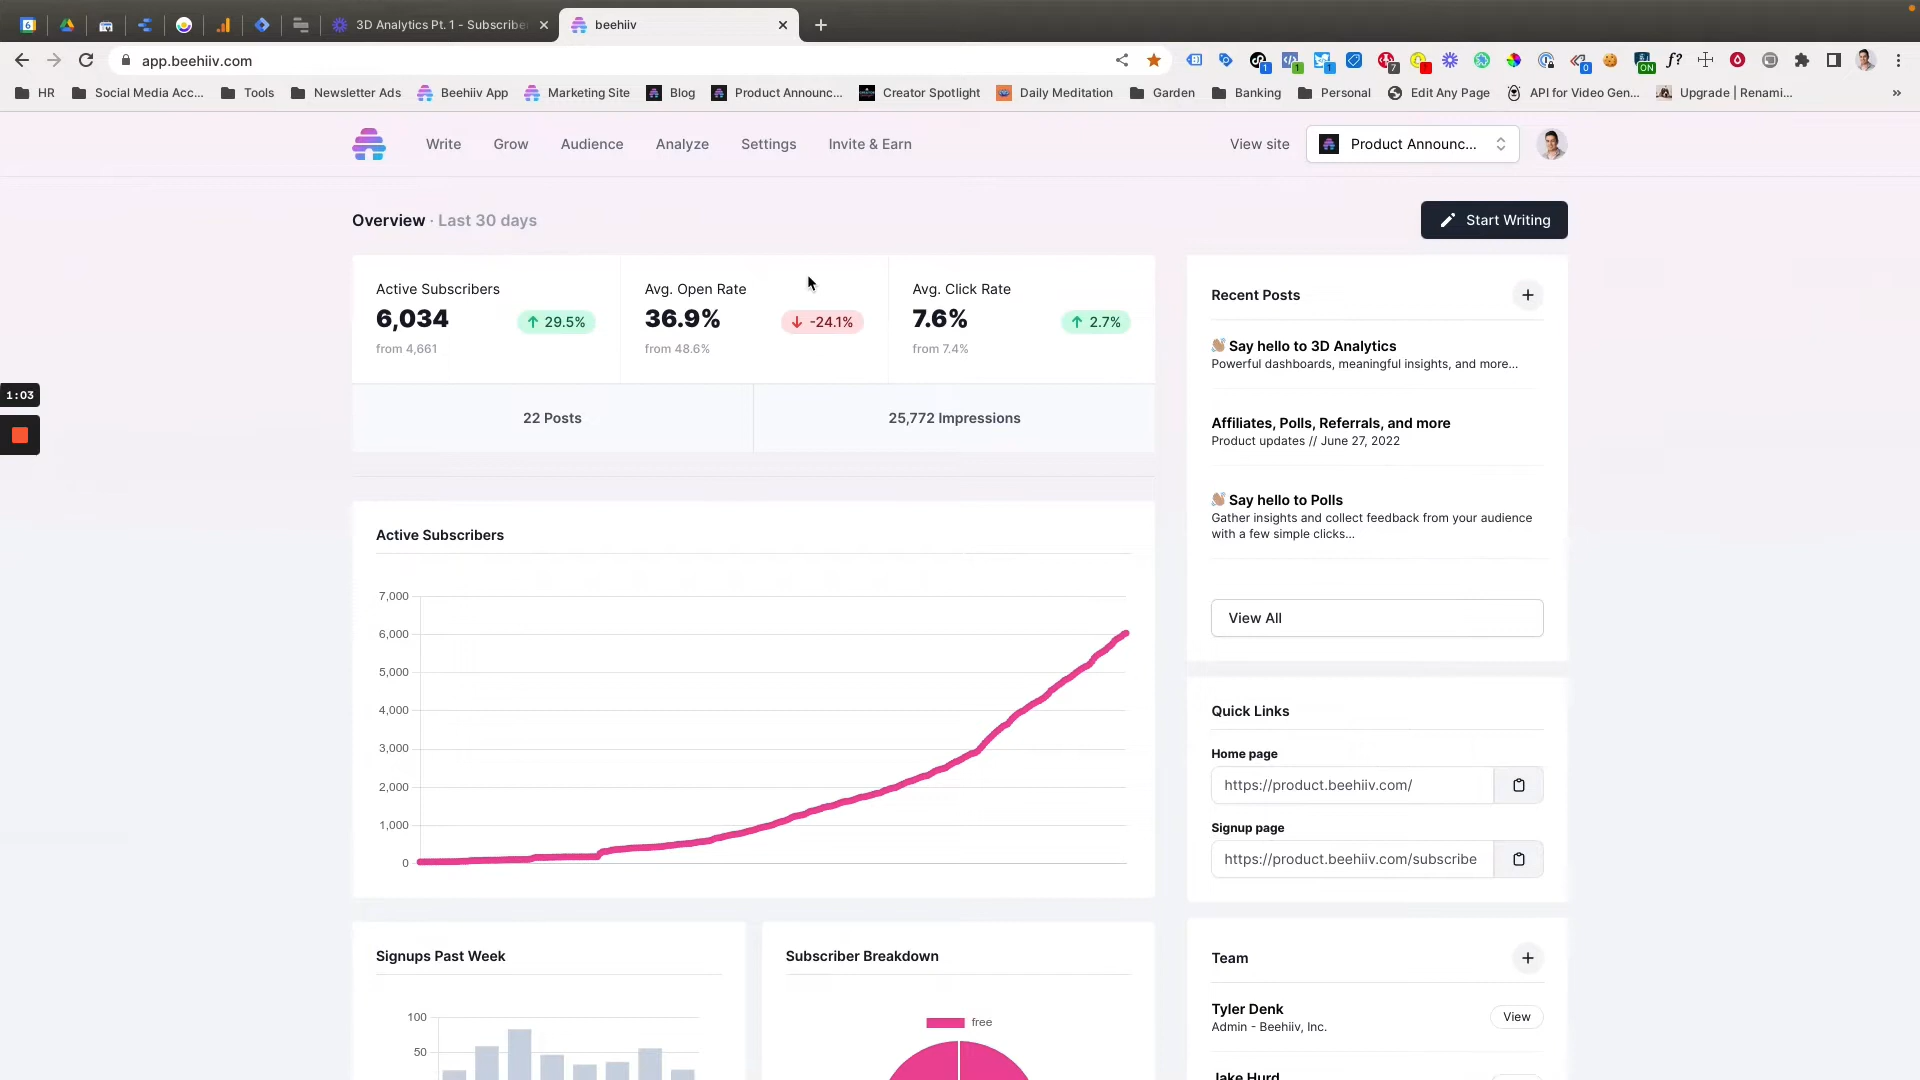 6
3D Analytics Pt. 1 - Subscribe
beehiiv
app.beehiiv.com
1
1
1
7
0
ON
f?
HR
Social Media Acc...
Tools
Newsletter Ads
Beehiiv App
Marketing Site
Blog
Product Announc...
Creator Spotlight
Daily Meditation
Garden
Banking
Personal
Edit Any Page
API for Video Gen...
Upgrade | Renami...
Write
Grow
Audience
Analyze
Settings
Invite & Earn
View site
Product Announc...
Overview · Last 30 days
Start Writing
Active Subscribers
6,034
29.5%
from 4,661
Avg. Open Rate
36.9%
-24.1%
from 48.6%
Avg. Click Rate
7.6%
2.7%
from 7.4%
22 Posts
25,772 Impressions
1:03
Active Subscribers
7,000
6,000
5,000
4,000
3,000
2,000
1,000
0
Signups Past Week
100
50
Subscriber Breakdown
free
Recent Posts
👋🏽 Say hello to 3D Analytics
Powerful dashboards, meaningful insights, and more...
Affiliates, Polls, Referrals, and more
Product updates // June 27, 2022
👋🏽 Say hello to Polls
Gather insights and collect feedback from your audience
with a few simple clicks...
View All
Quick Links
Home page
https://product.beehiiv.com/
Signup page
https://product.beehiiv.com/subscribe
Team
Tyler Denk
Admin - Beehiiv, Inc.
View
Jake Hurd